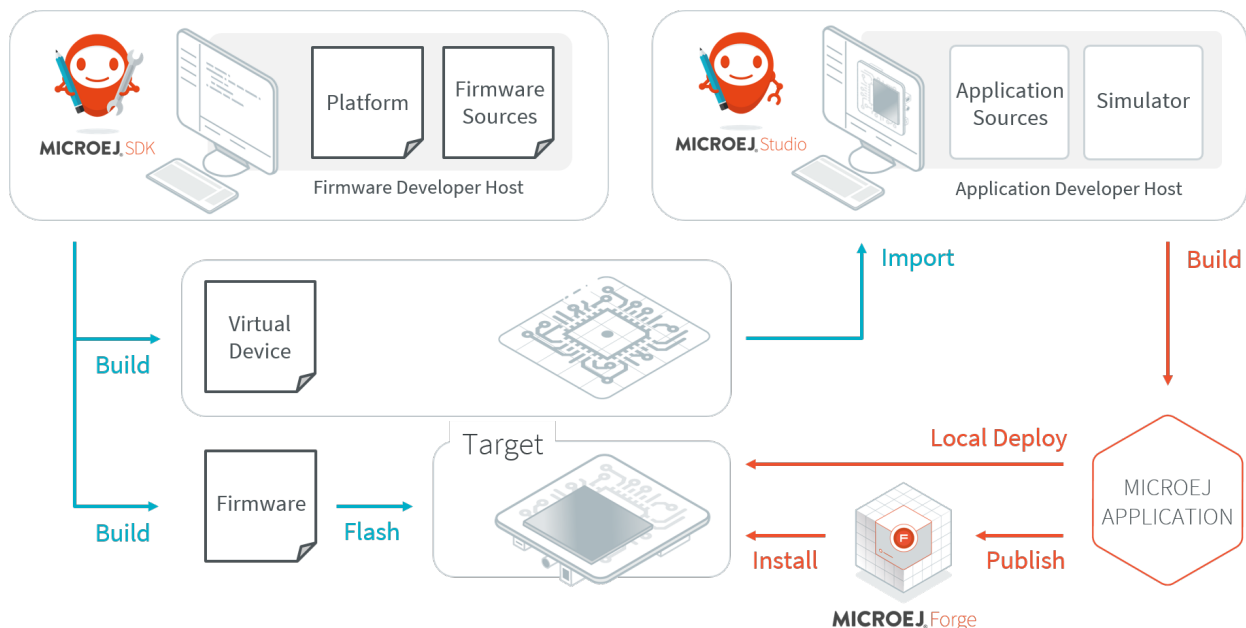 Platform
Firmware
Sources
MICROEJ® SDK
Firmware Developer Host
Application
Sources
Simulator
MICROEJ® Studio
Application Developer Host
Import
Build
Virtual
Device
Build
Target
Local Deploy
MICROEJ
APPLICATION
Firmware
Build
Flash
Install
F
Publish
MICROEJ® Forge